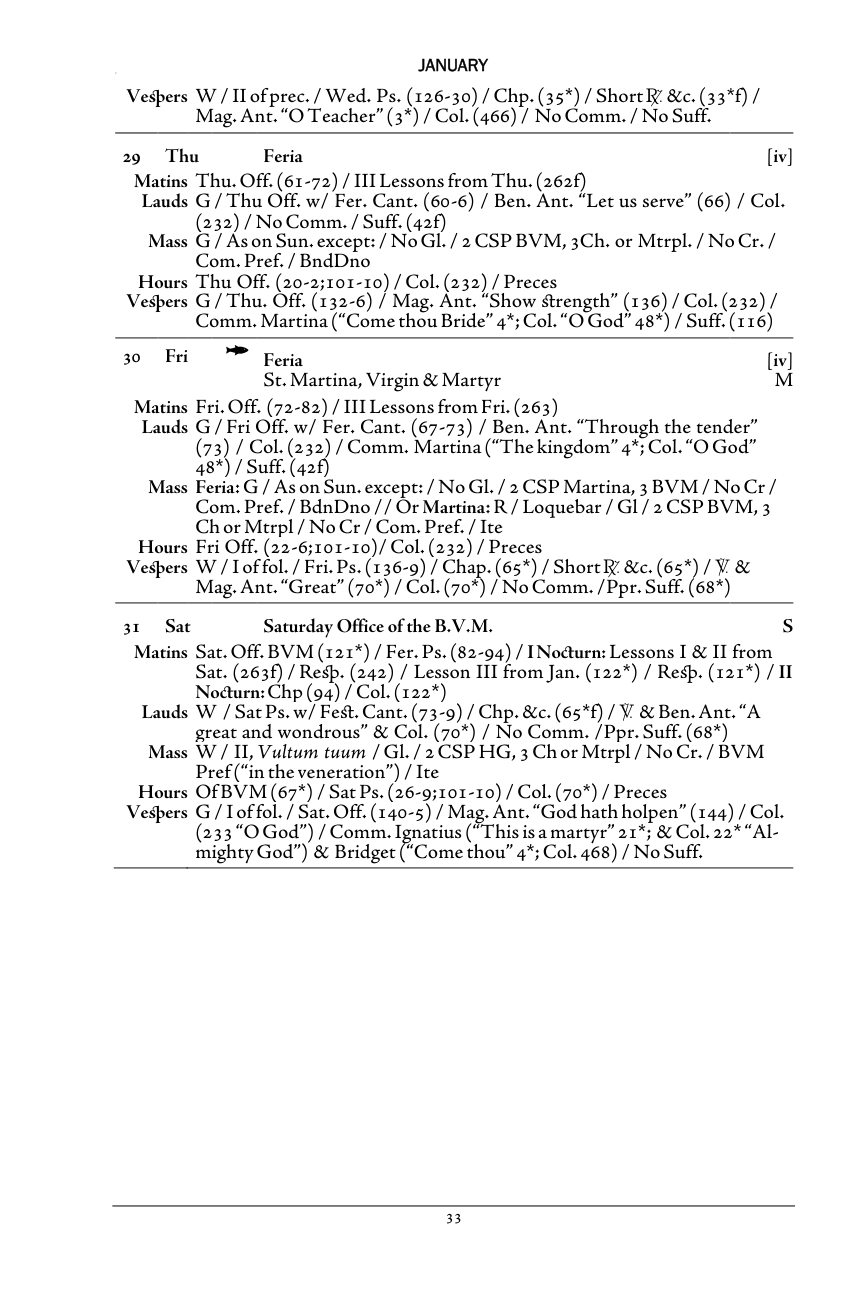 JANUARY
Vespers W / II of prec. / Wed. Ps. (126-30) / Chp. (35*) / Short ℟ &c. (33*f) /
Mag. Ant. “O Teacher” (3*) / Col. (466) / No Comm. / No Suff.
29 Thu Feria [iv]
Matins Thu. Off. (61-72) / III Lessons from Thu. (262f)
Lauds G / Thu Off. w/ Fer. Cant. (60-6) / Ben. Ant. “Let us serve” (66) / Col.
(232) / No Comm. / Suff. (42f)
Mass G / As on Sun. except: / No Gl. / 2 CSP BVM, 3Ch. or Mtrpl. / No Cr. /
Com. Pref. / BndDno
Hours Thu Off. (20-2;101-10) / Col. (232) / Preces
Vespers G / Thu. Off. (132-6) / Mag. Ant. “Show strength” (136) / Col. (232) /
Comm. Martina (“Come thou Bride” 4*; Col. “O God” 48*) / Suff. (116)
30 Fri Feria [iv]
St. Martina, Virgin & Martyr M
Matins Fri. Off. (72-82) / III Lessons from Fri. (263)
Lauds G / Fri Off. w/ Fer. Cant. (67-73) / Ben. Ant. “Through the tender”
(73) / Col. (232) / Comm. Martina (“The kingdom” 4*; Col. “O God”
48*) / Suff. (42f)
Mass Feria: G / As on Sun. except: / No Gl. / 2 CSP Martina, 3 BVM / No Cr /
Com. Pref. / BdnDno // Or Martina: R / Loquebar / Gl / 2 CSP BVM, 3
Ch or Mtrpl / No Cr / Com. Pref. / Ite
Hours Fri Off. (22-6;101-10)/ Col. (232) / Preces
Vespers W / I of fol. / Fri. Ps. (136-9) / Chap. (65*) / Short ℟ &c. (65*) / ℣ &
Mag. Ant. “Great” (70*) / Col. (70*) / No Comm. /Ppr. Suff. (68*)
31 Sat Saturday Office of the B.V.M. S
Matins Sat. Off. BVM (121*) / Fer. Ps. (82-94) / I Nocturn: Lessons I & II from
Sat. (263f) / Resp. (242) / Lesson III from Jan. (122*) / Resp. (121*) / II
Nocturn: Chp (94) / Col. (122*)
Lauds W / Sat Ps. w/ Fest. Cant. (73-9) / Chp. &c. (65*f) / ℣ & Ben. Ant. “A
great and wondrous” & Col. (70*) / No Comm. /Ppr. Suff. (68*)
Mass W / II, Vultum tuum / Gl. / 2 CSP HG, 3 Ch or Mtrpl / No Cr. / BVM
Pref (“in the veneration”) / Ite
Hours Of BVM (67*) / Sat Ps. (26-9;101-10) / Col. (70*) / Preces
Vespers G / I of fol. / Sat. Off. (140-5) / Mag. Ant. “God hath holpen” (144) / Col.
(233 “O God”) / Comm. Ignatius (“This is a martyr” 21*; & Col. 22* “Al-
mighty God”) & Bridget (“Come thou” 4*; Col. 468) / No Suff.
33